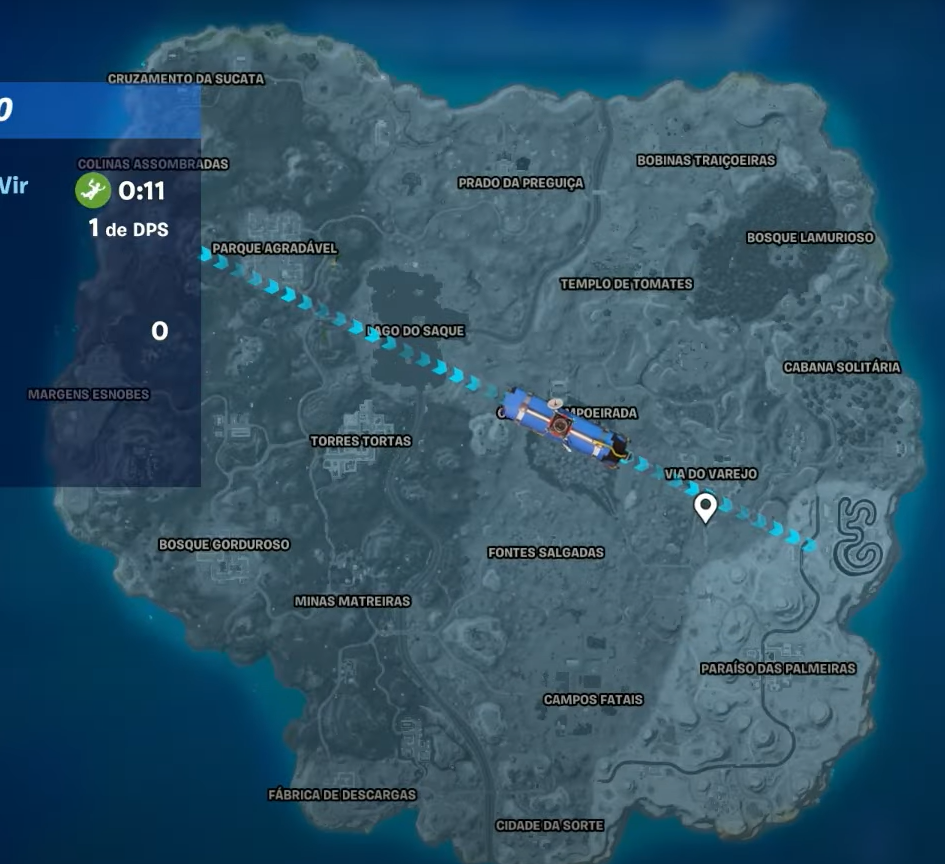 CRUZAMENTO DA SUCATA
0
COLINAS ASSOMBRADAS
BOBINAS TRAIÇOEIRAS
Vir
0:11
PRADO DA PREGUIÇA
1 de DPS
BOSQUE LAMURIOSO
PARQUE AGRADÁVEL
TEMPLO DE TOMATES
0
LAGO DO SAQUE
CABANA SOLITÁRIA
MARGENS ESNOBES
TORRES TORTAS
VIA DO VAREJO
BOSQUE GORDUROSO
FONTES SALGADAS
MINAS MATREIRAS
PARAÍSO DAS PALMEIRAS
CAMPOS FATAIS
FÁBRICA DE DESCARGAS
CIDADE DA SORTE